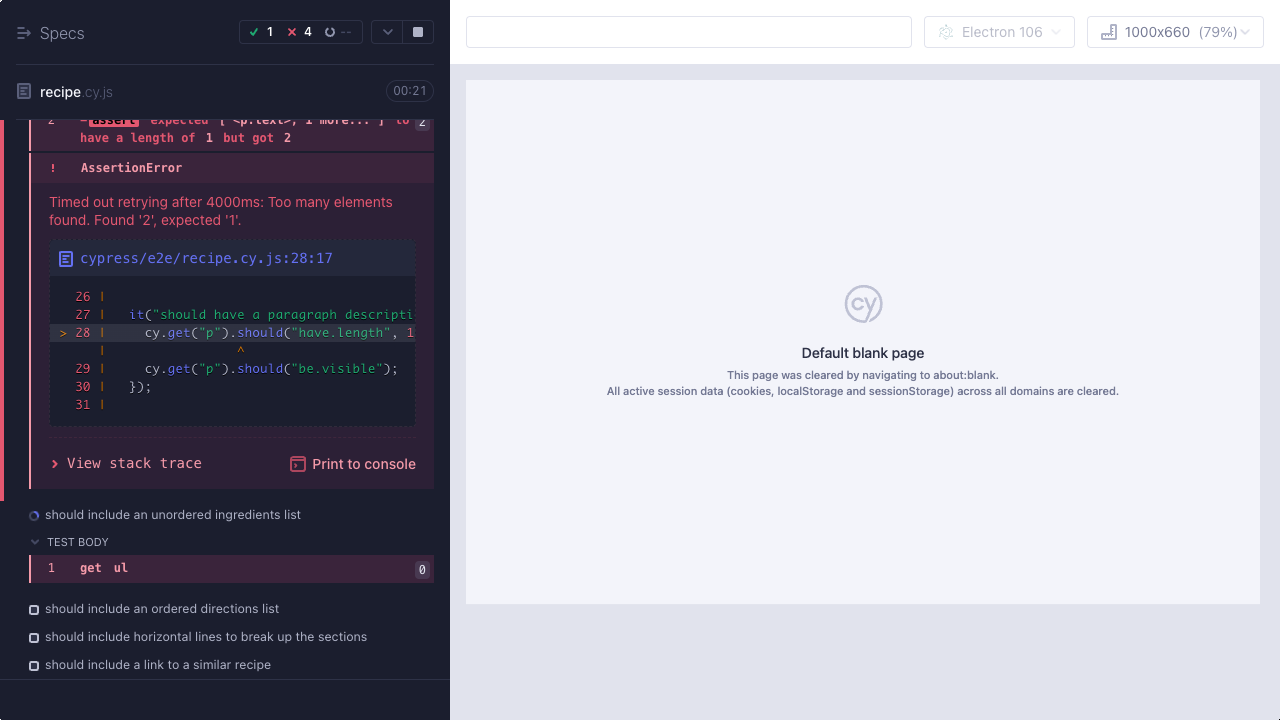 Specs
1 4 --
recipe.cy.js
00:21
2 -assert expected [ <p.text>, 1 more... ] to 2
have a length of 1 but got 2
! AssertionError
Timed out retrying after 4000ms: Too many elements
found. Found '2', expected '1'.
cypress/e2e/recipe.cy.js:28:17
26 |
27 | it("should have a paragraph descripti
> 28 | cy.get("p").should("have.length", 1
| ^
29 | cy.get("p").should("be.visible");
30 | });
31 |
> View stack trace
Print to console
should include an unordered ingredients list
TEST BODY
1 get ul 0
should include an ordered directions list
should include horizontal lines to break up the sections
should include a link to a similar recipe
Electron 106
1000x660 (79%)
cy
Default blank page
This page was cleared by navigating to about:blank.
All active session data (cookies, localStorage and sessionStorage) across all domains are cleared.